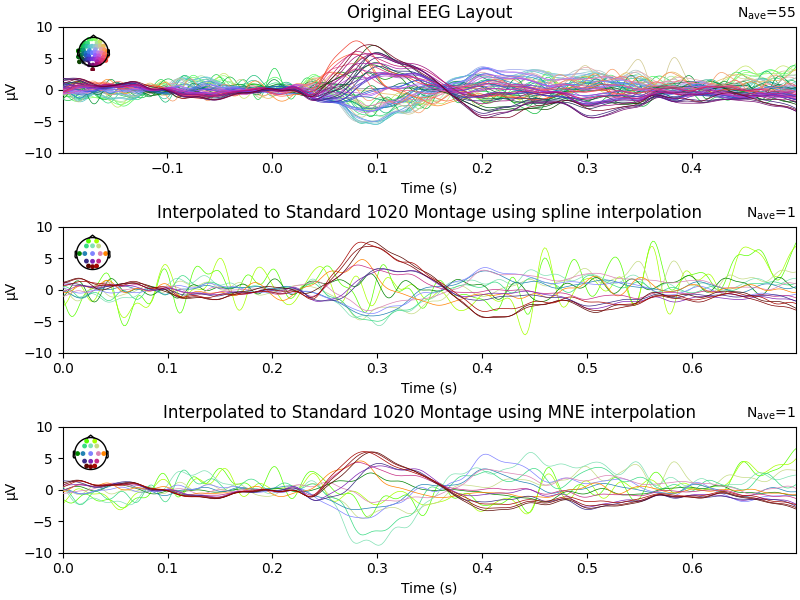 Original EEG Layout
Nave=55
10
5
0
−5
−10
µV
−0.1
0.0
0.1
0.2
0.3
0.4
Time (s)
Interpolated to Standard 1020 Montage using spline interpolation
Nave=1
10
5
0
−5
−10
µV
0.0
0.1
0.2
0.3
0.4
0.5
0.6
Time (s)
Interpolated to Standard 1020 Montage using MNE interpolation
Nave=1
10
5
0
−5
−10
µV
0.0
0.1
0.2
0.3
0.4
0.5
0.6
Time (s)